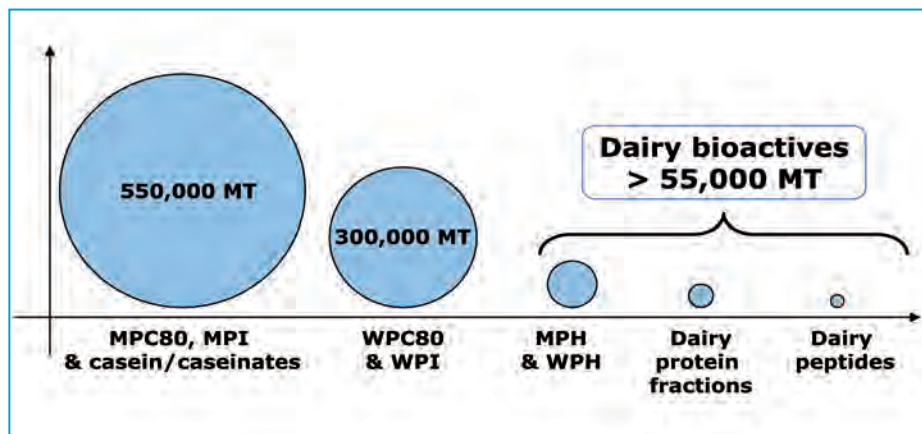 Dairy bioactives
> 55,000 MT
550,000 MT
300,000 MT
MPC80, MPI
& casein/caseinates
WPC80
& WPI
MPH
& WPH
Dairy
protein
fractions
Dairy
peptides